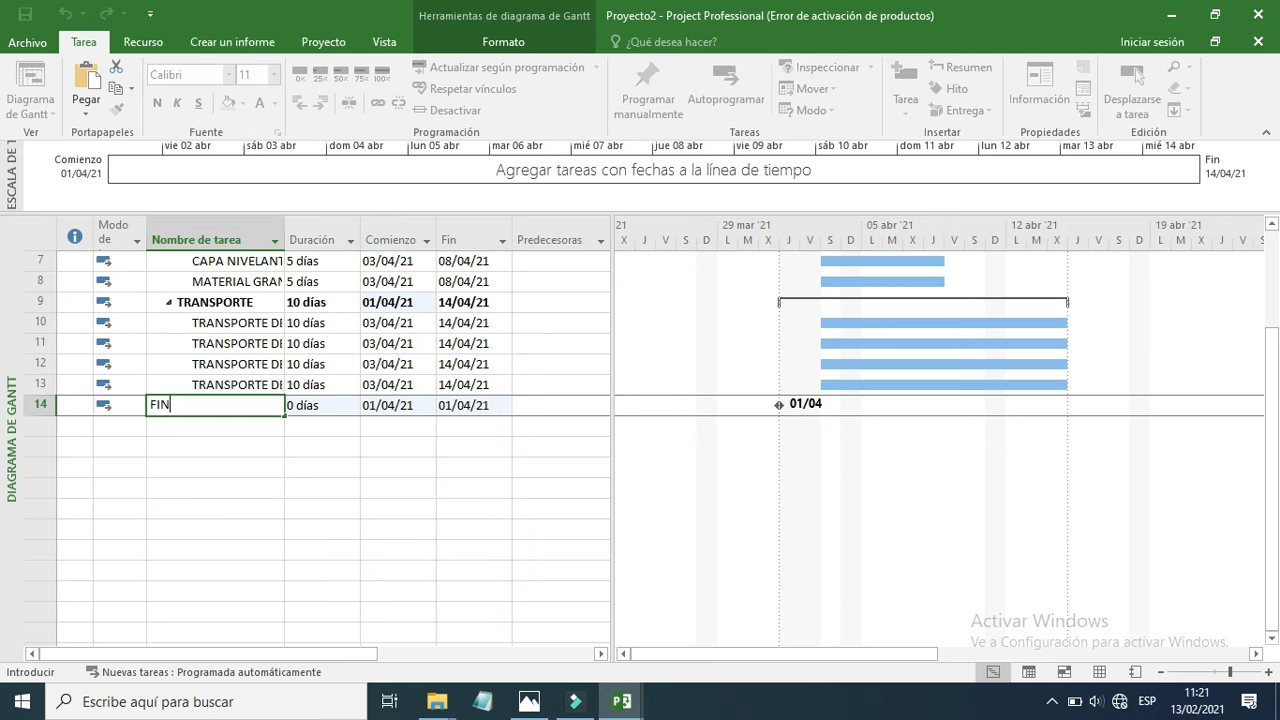 Herramientas de diagrama de Gantt
Proyecto2 - Project Professional (Error de activación de productos)
Archivo Tarea Recurso Crear un informe Proyecto Vista Formato ¿Qué desea hacer? Iniciar sesión
Diagrama de Gantt
Ver
Pegar
Portapapeles
Calibri 11
N K S A
Fuente
0% 25% 50% 75% 100%
Actualizar según programación
Respetar vínculos
Desactivar
Programación
Programar manualmente
Autoprogramar
Inspeccionar
Mover
Modo
Tareas
Tarea
Resumen
Hito
Entrega
Insertar
Información
Propiedades
Desplazarse a tarea
Edición
ESCALA DE T
vie 02 abr sáb 03 abr dom 04 abr lun 05 abr mar 06 abr mié 07 abr jue 08 abr vie 09 abr sáb 10 abr dom 11 abr lun 12 abr mar 13 abr mié 14 abr
Comienzo
01/04/21
Agregar tareas con fechas a la línea de tiempo
Fin
14/04/21
DIAGRAMA DE GANTT
Modo de Nombre de tarea Duración Comienzo Fin Predecesoras
21 29 mar '21 05 abr '21 12 abr '21 19 abr '21
X J V S D L M X J V S D L M X J V S D L M X J V S D L M X J V S
7 CAPA NIVELANT 5 días 03/04/21 08/04/21
8 MATERIAL GRAN 5 días 03/04/21 08/04/21
9 TRANSPORTE 10 días 01/04/21 14/04/21
10 TRANSPORTE DE 10 días 03/04/21 14/04/21
11 TRANSPORTE DE 10 días 03/04/21 14/04/21
12 TRANSPORTE DE 10 días 03/04/21 14/04/21
13 TRANSPORTE DE 10 días 03/04/21 14/04/21
14 FIN 0 días 01/04/21 01/04/21 01/04
Activar Windows
Ve a Configuración para activar Windows.
Introducir Nuevas tareas : Programada automáticamente
Escribe aquí para buscar
ESP
11:21
13/02/2021